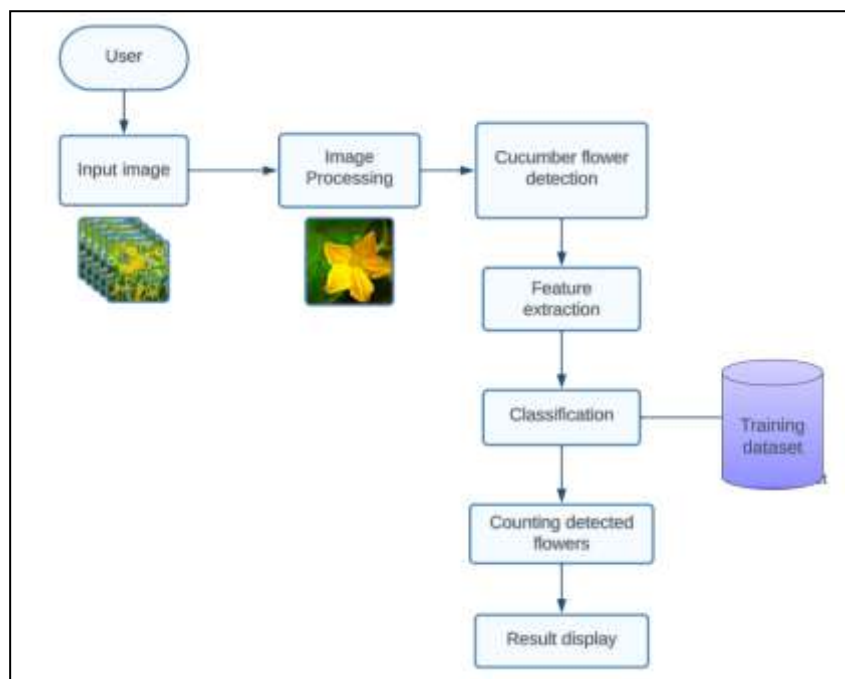 User
Input image
Image
Processing
Cucumber flower
detection
Feature
extraction
Classification
Training
dataset
Counting detected
flowers
Result display